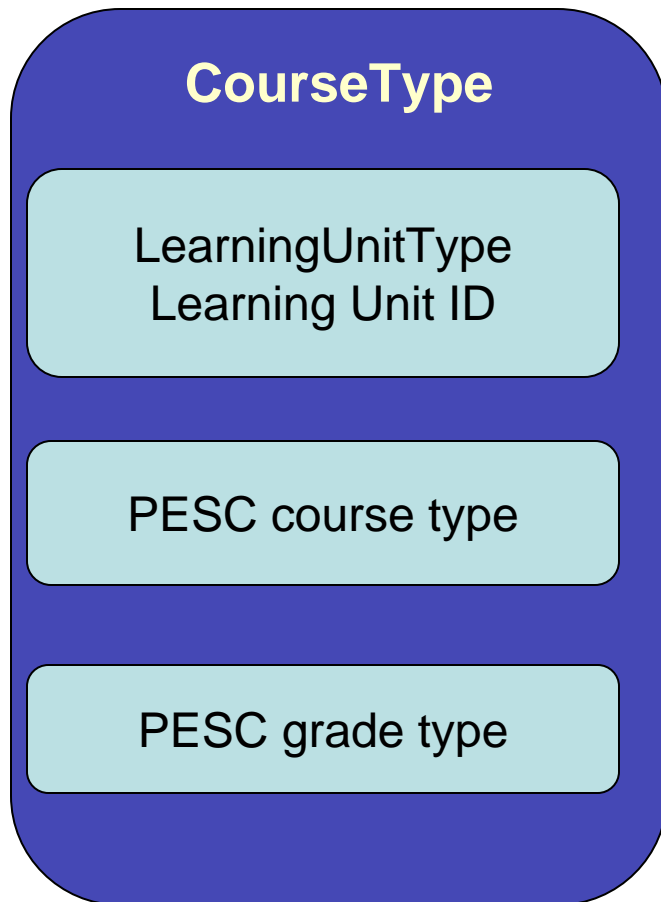 CourseType
LearningUnitType
Learning Unit ID
PESC course type
PESC grade type